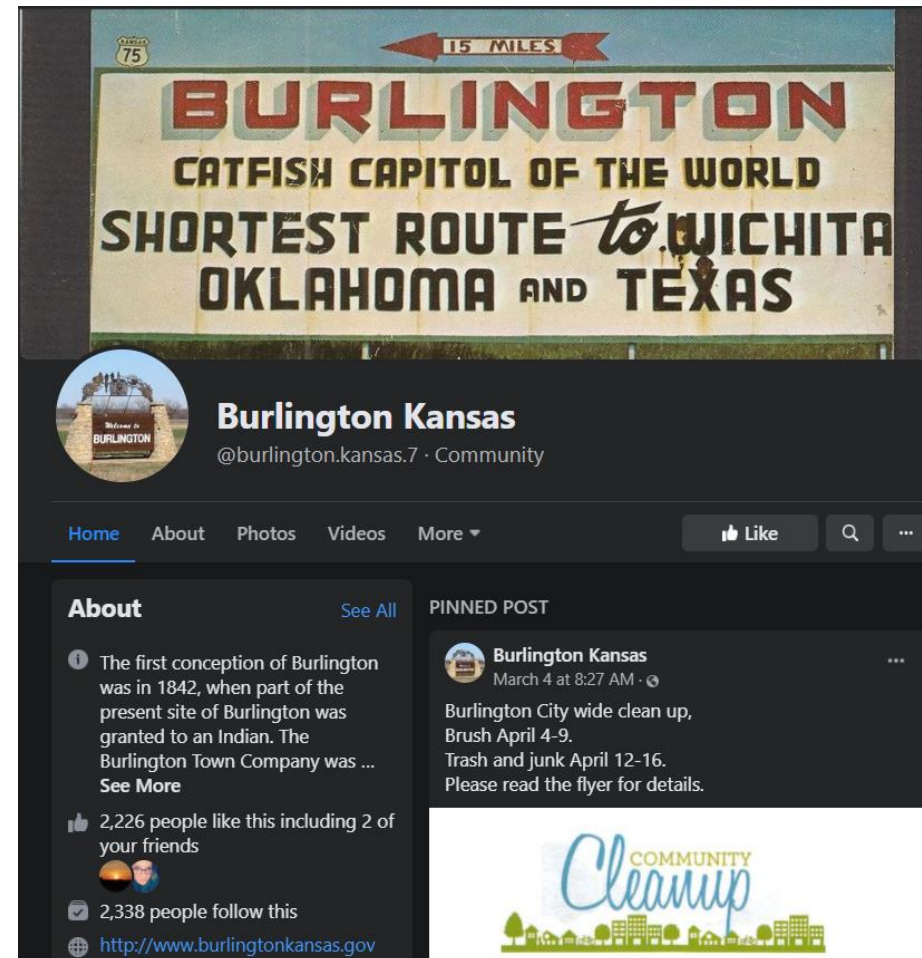 KANSAS
75
15 MILES
BURLINGTON
CATFISH CAPITOL OF THE WORLD
SHORTEST ROUTE to WICHITA
OKLAHOMA AND TEXAS
Welcome to
BURLINGTON
Burlington Kansas
@burlington.kansas.7 · Community
Home About Photos Videos More
Like
About See All
The first conception of Burlington
was in 1842, when part of the
present site of Burlington was
granted to an Indian. The
Burlington Town Company was ...
See More
2,226 people like this including 2 of
your friends
2,338 people follow this
http://www.burlingtonkansas.gov
PINNED POST
Burlington Kansas
March 4 at 8:27 AM ·
Burlington City wide clean up,
Brush April 4-9.
Trash and junk April 12-16.
Please read the flyer for details.
COMMUNITY
Cleanup